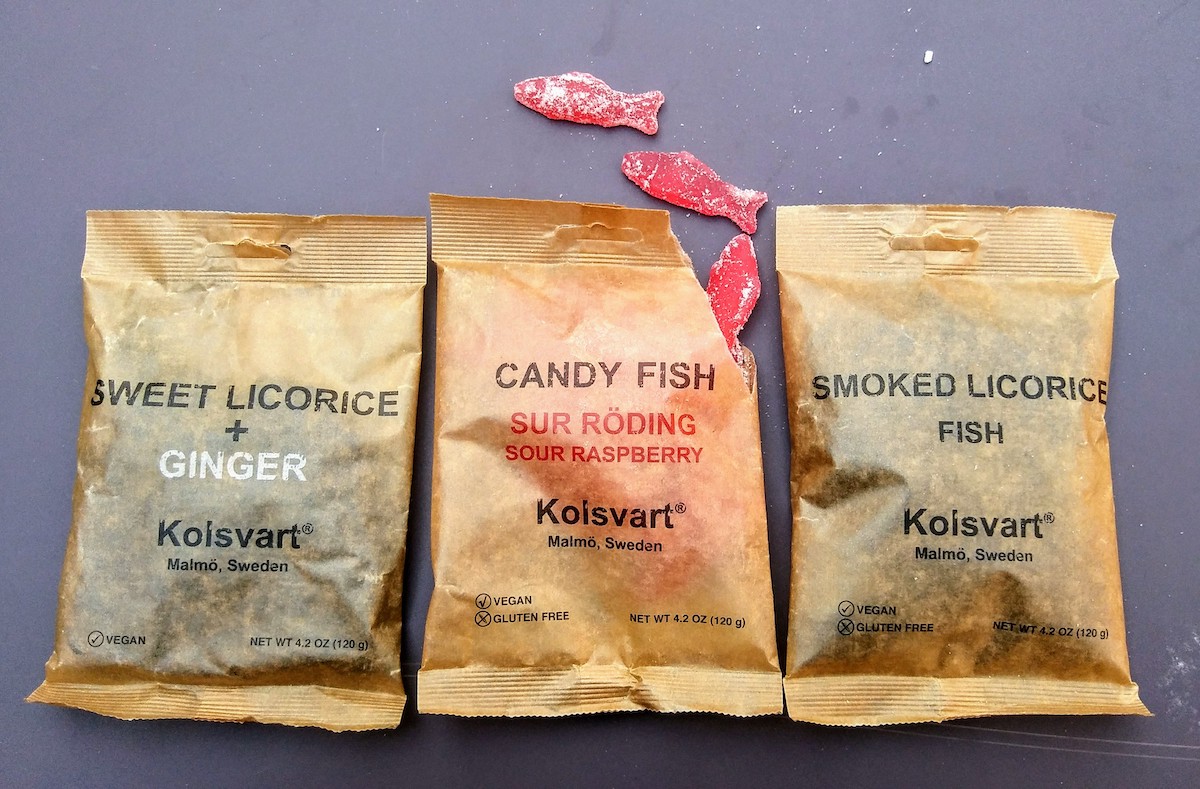 SWEET LICORICE
+
GINGER
Kolsvart®
Malmö, Sweden
VEGAN
NET WT 4.2 OZ (120 g)
CANDY FISH
SUR RÖDING
SOUR RASPBERRY
Kolsvart®
Malmö, Sweden
VEGAN
GLUTEN FREE
NET WT 4.2 OZ (120 g)
SMOKED LICORICE
FISH
Kolsvart®
Malmö, Sweden
VEGAN
GLUTEN FREE
NET WT 4.2 OZ (120 g)